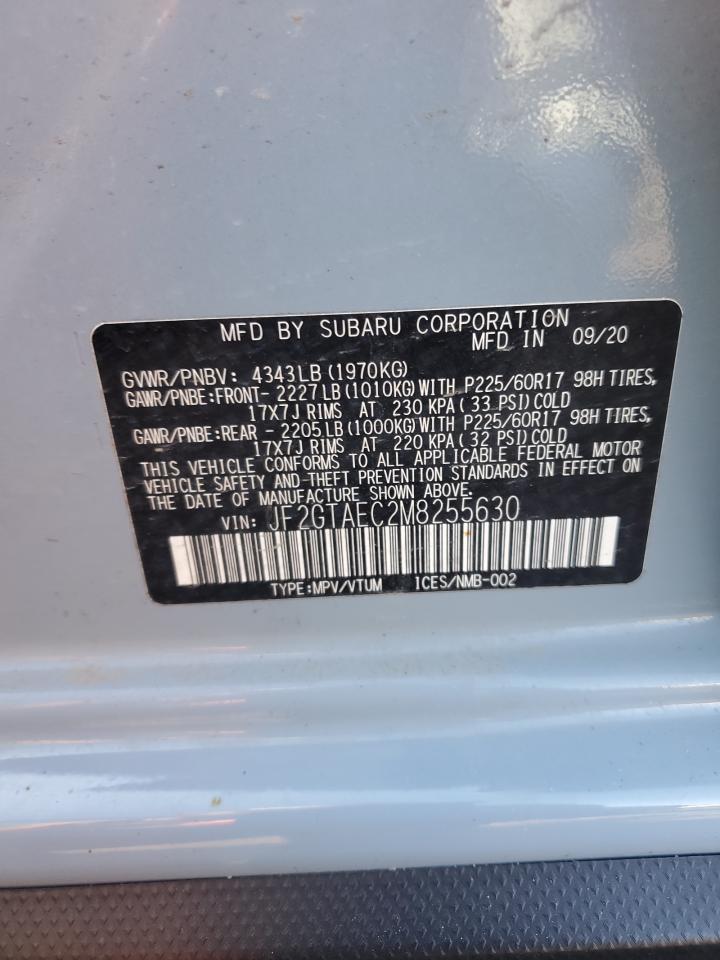 MFD BY SUBARU CORPORATION
MFD IN 09/20
GVWR/PNBV: 4343LB (1970KG)
GAWR/PNBE:FRONT- 2227LB (1010KG) WITH P225/60R17 98H TIRES,
17X7J RIMS AT 230 KPA (33 PSI) COLD
GAWR/PNBE:REAR - 2205LB (1000KG) WITH P225/60R17 98H TIRES,
17X7J RIMS AT 220 KPA (32 PSI) COLD
THIS VEHICLE CONFORMS TO ALL APPLICABLE FEDERAL MOTOR
VEHICLE SAFETY AND THEFT PREVENTION STANDARDS IN EFFECT ON
THE DATE OF MANUFACTURE SHOWN ABOVE.
VIN: JF2GTAEC2M8255630
TYPE:MPV/VTUM ICES/NMB-002